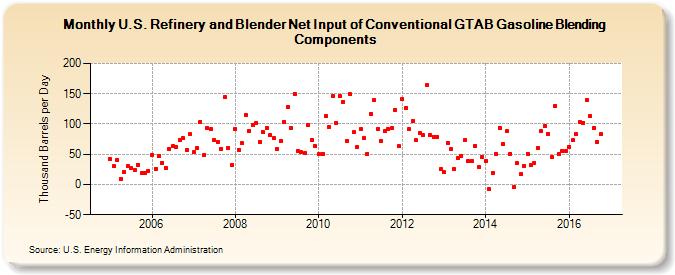 Monthly U.S. Refinery and Blender Net Input of Conventional GTAB Gasoline Blending
Components
Thousand Barrels per Day
200
150
100
50
0
-50
2006 2008 2010 2012 2014 2016
Source: U.S. Energy Information Administration